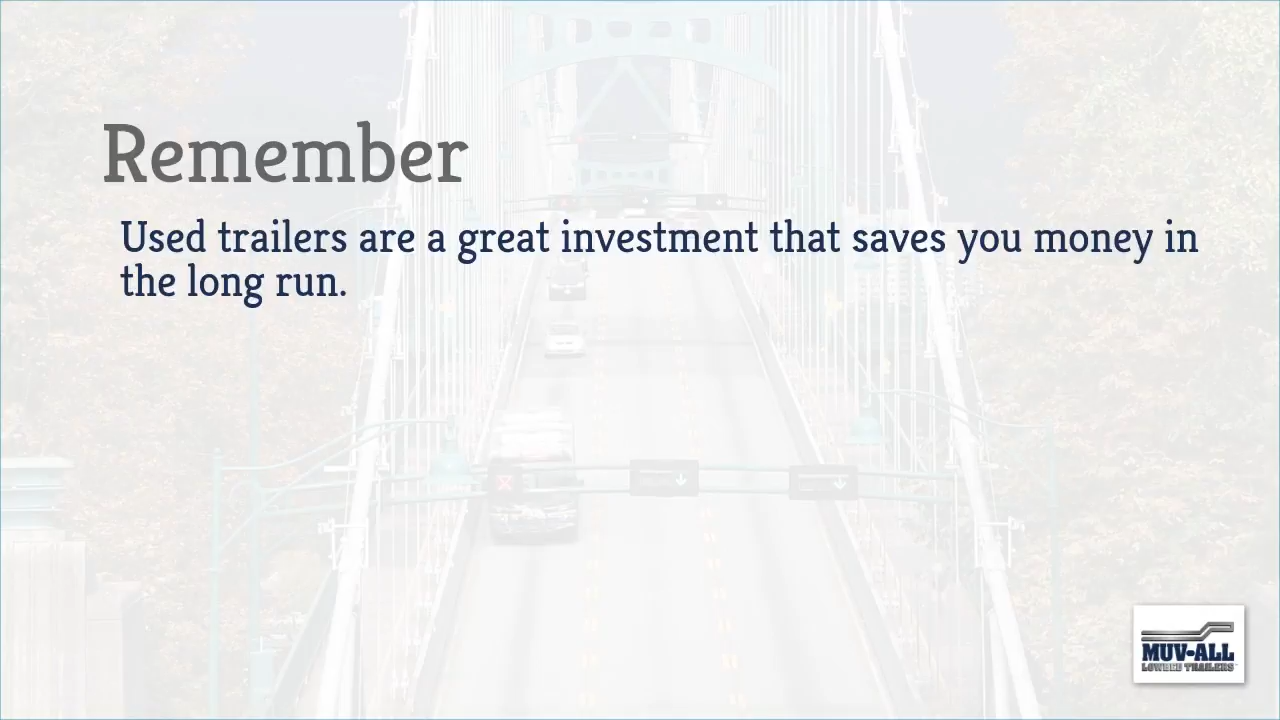 Remember
Used trailers are a great investment that saves you money in
the long run.
MUV-ALL
LOWBED TRAILERS